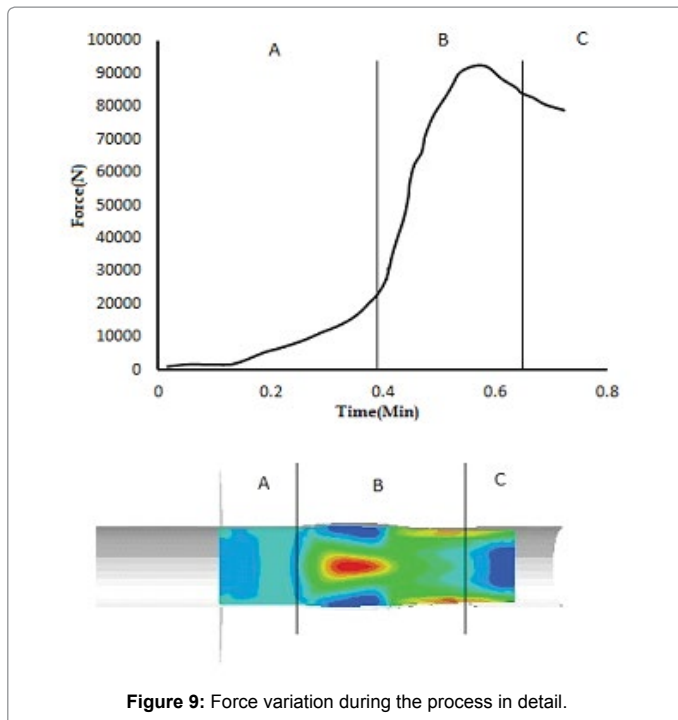 A
B
C
100000
90000
80000
70000
60000
50000
40000
30000
20000
10000
0
Force(N)
0
0.2
0.4
0.6
0.8
Time(Min)
A
B
C
Figure 9: Force variation during the process in detail.